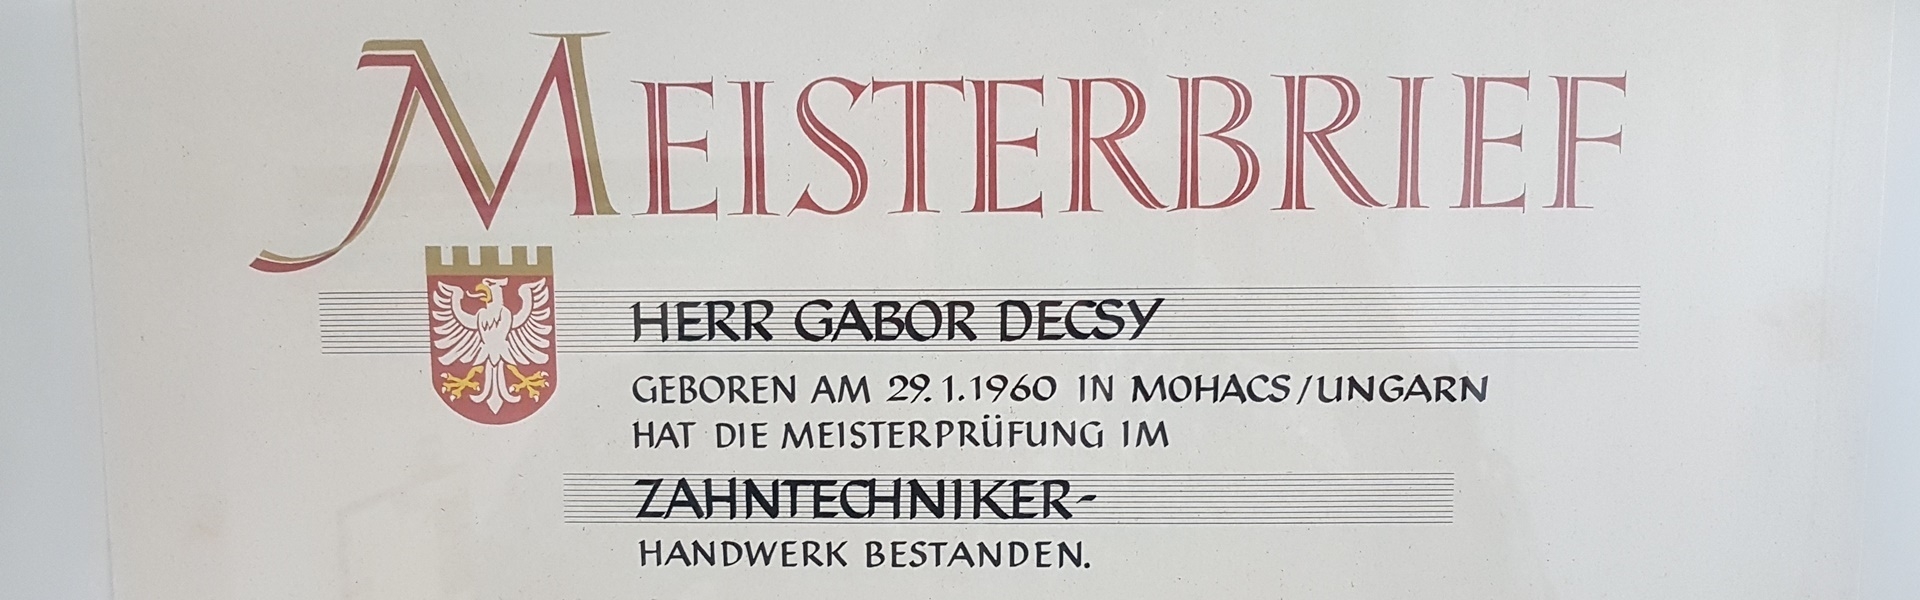 MEISTERBRIEF
HERR GABOR DECSY
GEBOREN AM 29.1.1960 IN MOHACS/UNGARN
HAT DIE MEISTERPRÜFUNG IM
ZAHNTECHNIKER-
HANDWERK BESTANDEN.